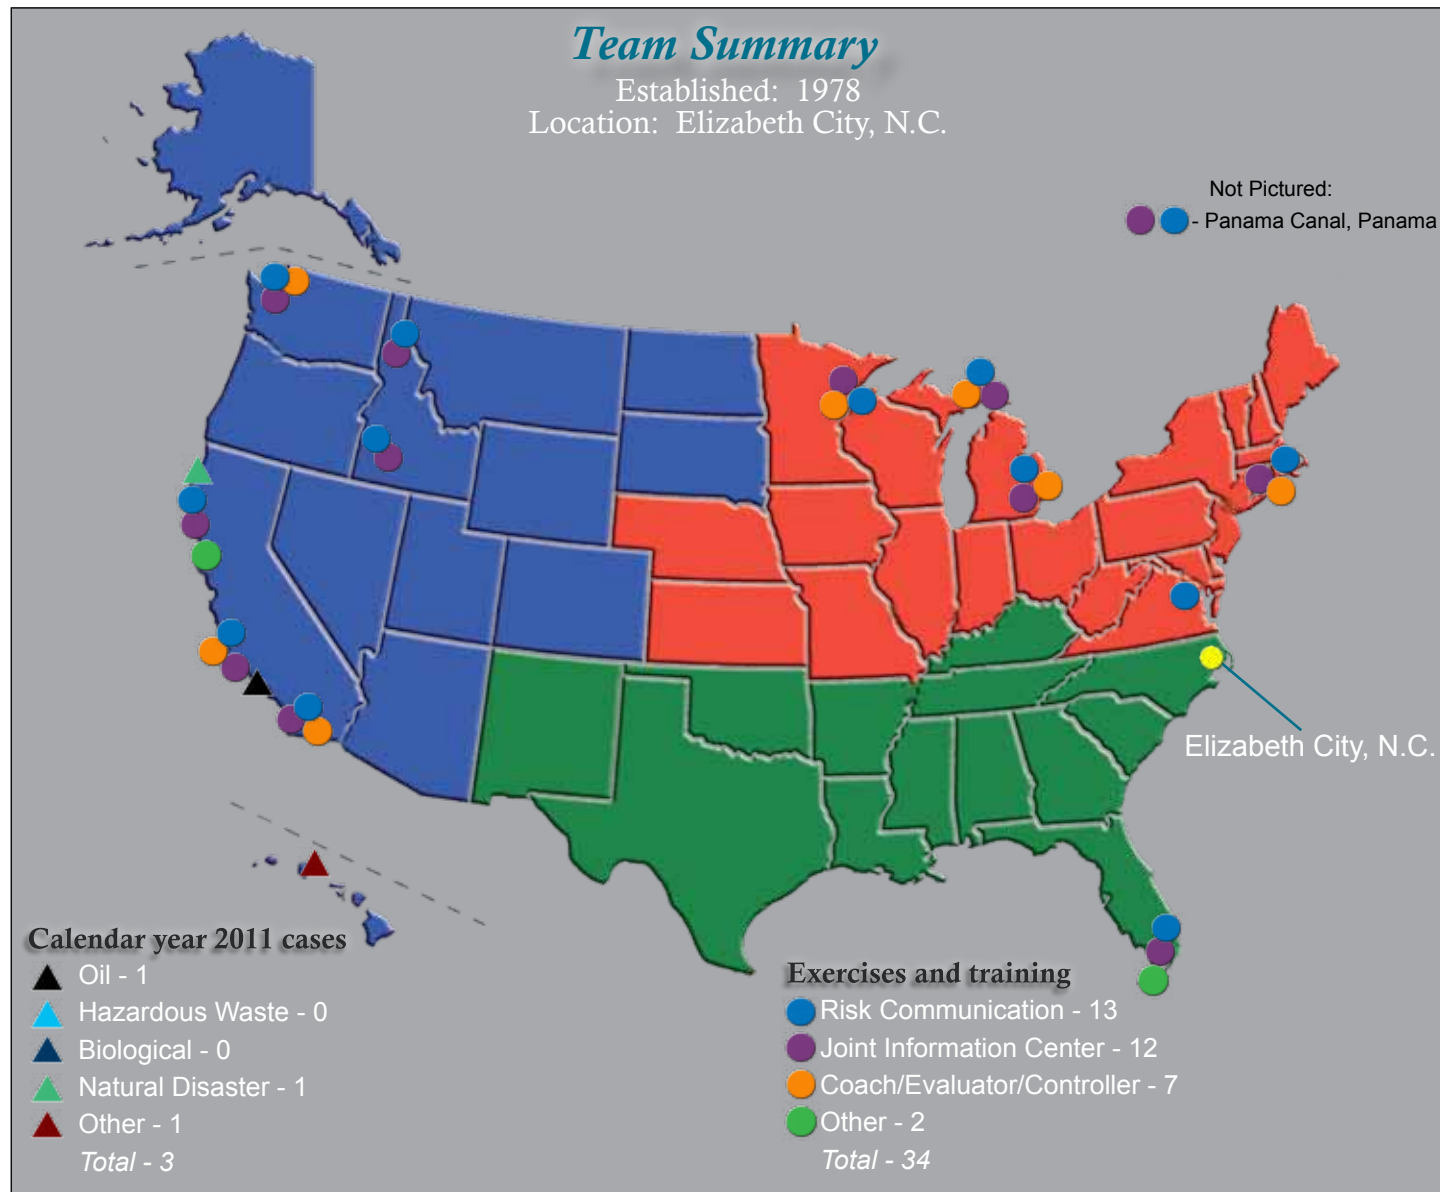 Team Summary
Established: 1978
Location: Elizabeth City, N.C.
Not Pictured:
- Panama Canal, Panama
Elizabeth City, N.C.
Calendar year 2011 cases
Oil - 1
Hazardous Waste - 0
Biological - 0
Natural Disaster - 1
Other - 1
Total - 3
Exercises and training
Risk Communication - 13
Joint Information Center - 12
Coach/Evaluator/Controller - 7
Other - 2
Total - 34